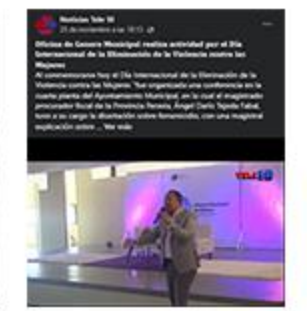 Noticias Tele 10
25 de noviembre a las 18:13
Oficina de Genero Municipal realiza actividad por el Día
Internacional de la Eliminación de la Violencia contra las
Mujeres
Al conmemorarse hoy el Día Internacional de la Eliminación de la
Violencia contra las Mujeres, fue organizada una conferencia en la
cuarta planta del Ayuntamiento Municipal, en la cual el magistrado
procurador fiscal de la Provincia Peravia, Ángel Darío Tejeda Fabal,
tuvo a su cargo la disertación sobre feminicidio, con una magistral
explicación sobre ... Ver más
TELE10